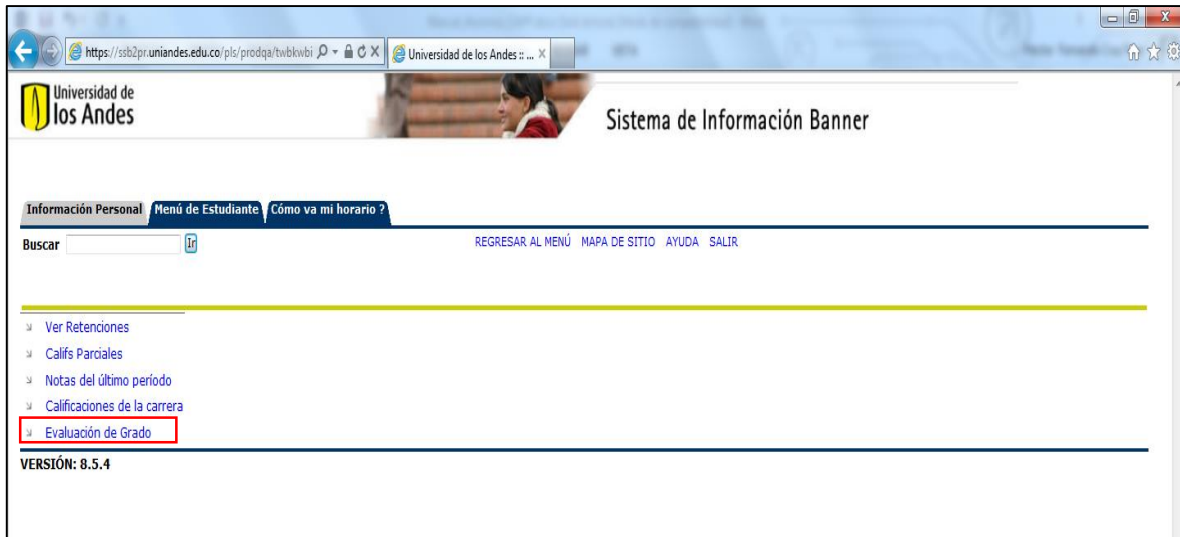 https://ssb2pr.uniandes.edu.co/pls/prodqa/twbkwbi
Universidad de los Andes :: ...
Universidad de
los Andes
Sistema de Información Banner
Información Personal Menú de Estudiante Cómo va mi horario ?
Buscar Ir REGRESAR AL MENÚ MAPA DE SITIO AYUDA SALIR
Ver Retenciones
Califs Parciales
Notas del último período
Calificaciones de la carrera
Evaluación de Grado
VERSIÓN: 8.5.4